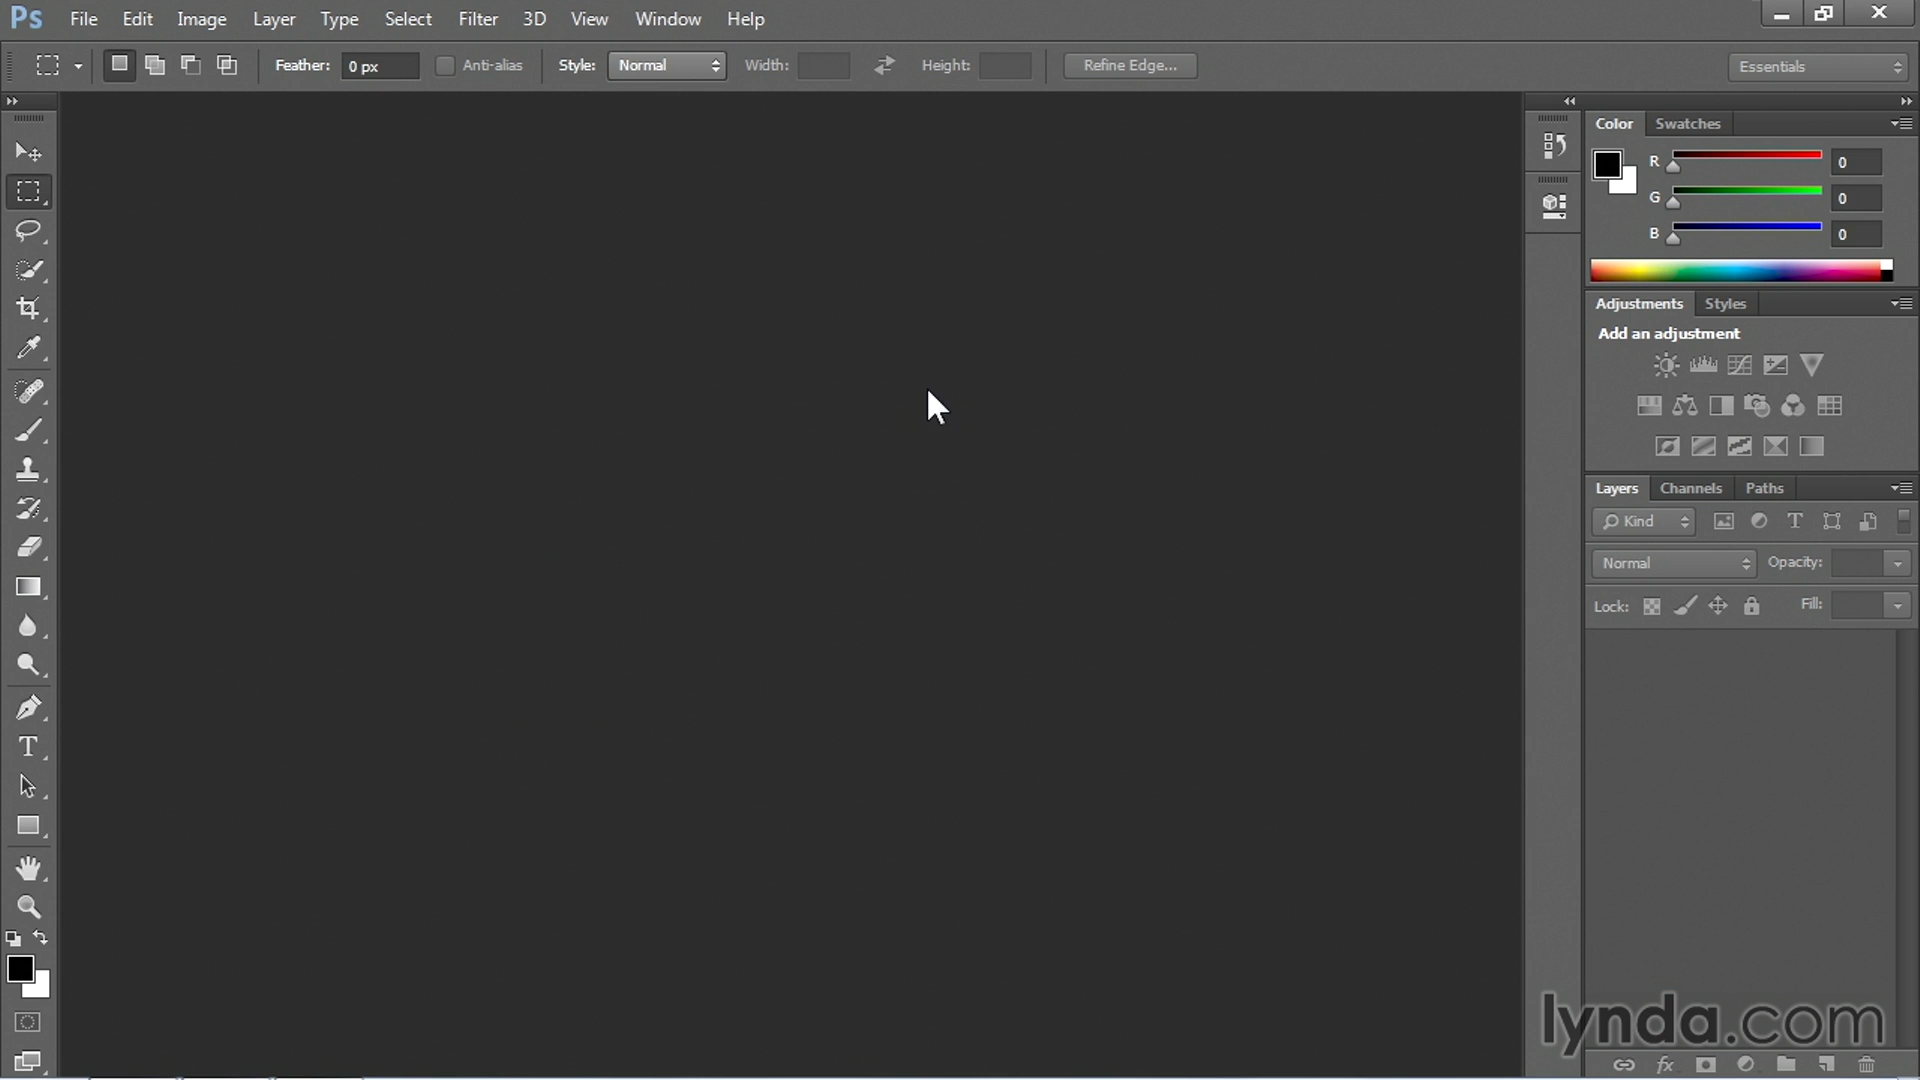 Ps File Edit Image Layer Type Select Filter 3D View Window Help
Feather: 0 px Anti-alias Style: Normal Width: Height: Refine Edge... Essentials
Color Swatches
R 0
G 0
B 0
Adjustments Styles
Add an adjustment
Layers Channels Paths
Kind
Normal Opacity:
Lock: Fill:
lynda.com
fx